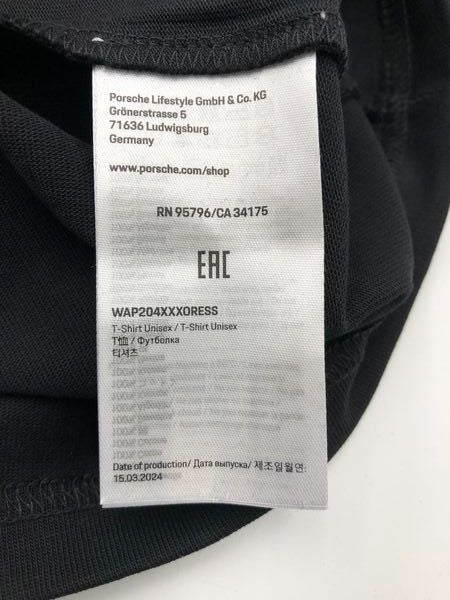 Porsche Lifestyle GmbH & Co. KG
Grönerstrasse 5
71636 Ludwigsburg
Germany
www.porsche.com/shop
RN 95796/CA 34175
EAC
WAP204XXX0RESS
T-Shirt Unisex / T-Shirt Unisex
T恤 / Футболка
티셔츠
Date of production/ Дата выпуска/ 제조일월연:
15.03.2024